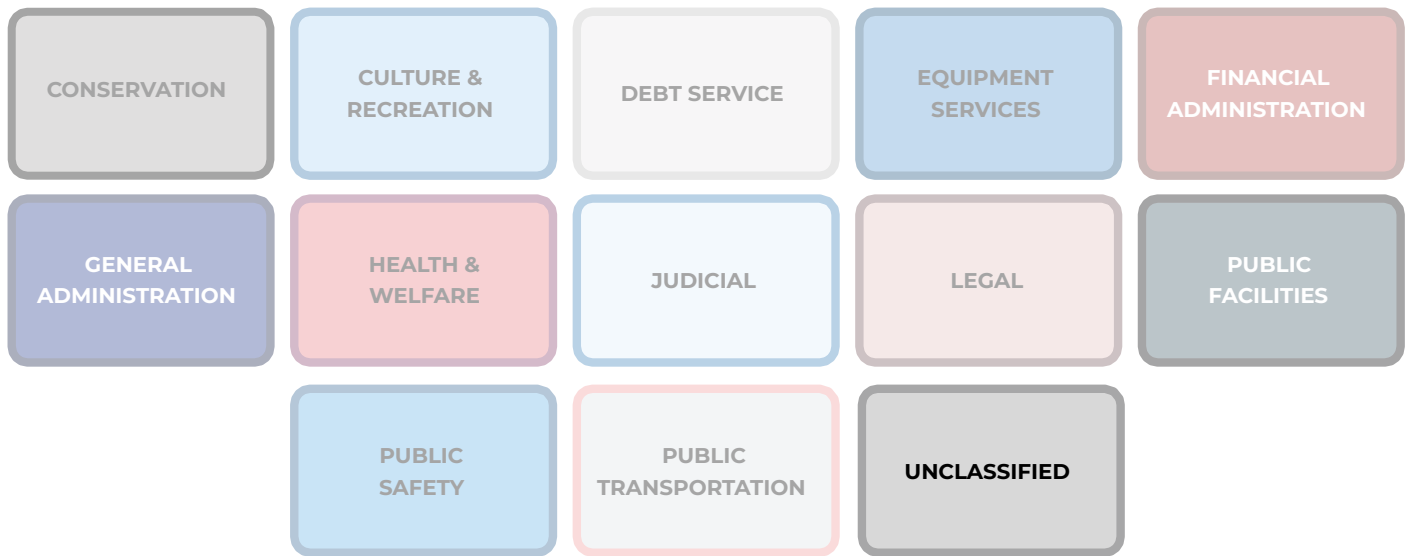 CONSERVATION
CULTURE &
RECREATION
DEBT SERVICE
EQUIPMENT
SERVICES
FINANCIAL
ADMINISTRATION
GENERAL
ADMINISTRATION
HEALTH &
WELFARE
JUDICIAL
LEGAL
PUBLIC
FACILITIES
PUBLIC
SAFETY
PUBLIC
TRANSPORTATION
UNCLASSIFIED